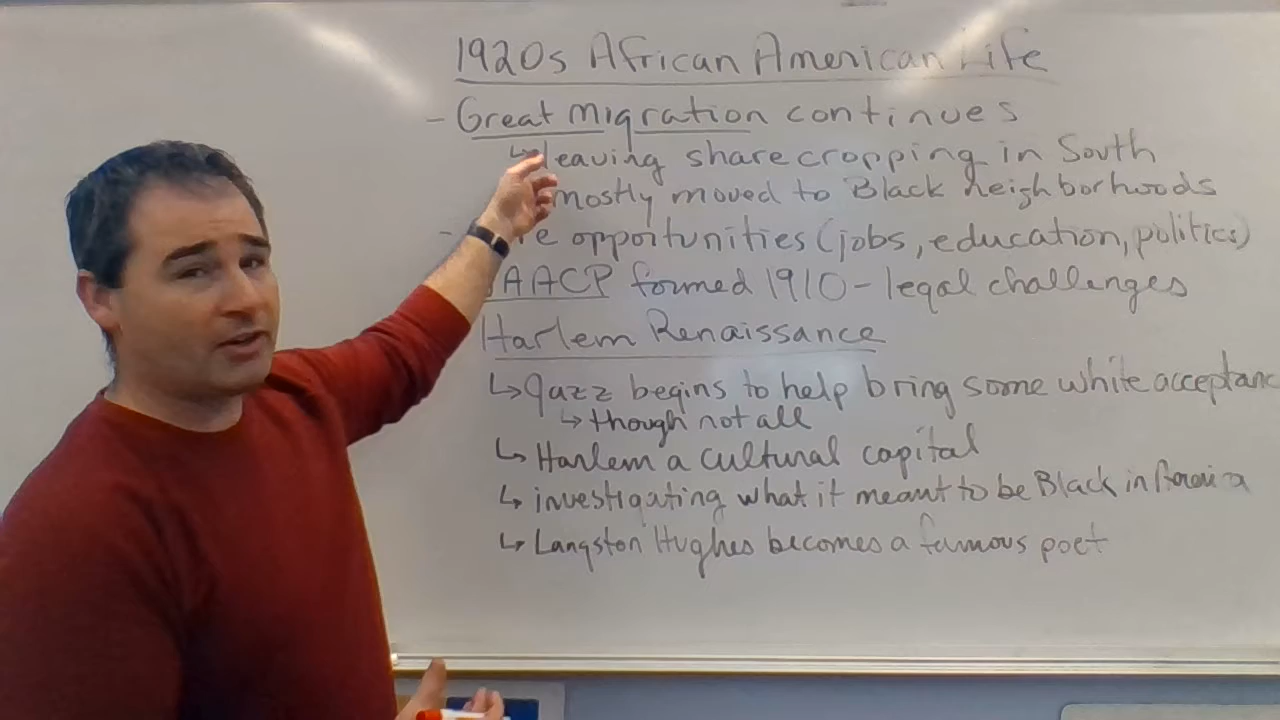 1920s African American Life
- Great Migration continues
↳ leaving sharecropping in South
mostly moved to Black neighborhoods
- re opportunities (jobs, education, politics)
AACP formed 1910 - legal challenges
Harlem Renaissance
↳ Jazz begins to help bring some white acceptanc
↳ though not all
↳ Harlem a cultural capital
↳ investigating what it meant to be Black in America
↳ Langston Hughes becomes a famous poet